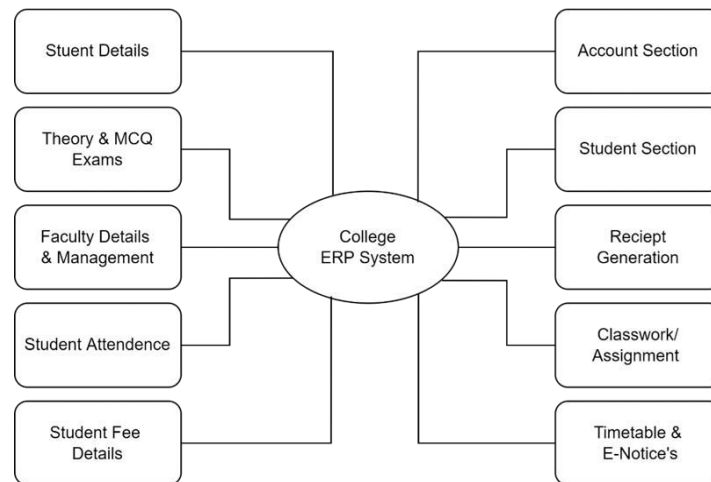 Stuent Details
Theory & MCQ
Exams
Faculty Details
& Management
Student Attendence
Student Fee
Details
College
ERP System
Account Section
Student Section
Reciept
Generation
Classwork/
Assignment
Timetable &
E-Notice's